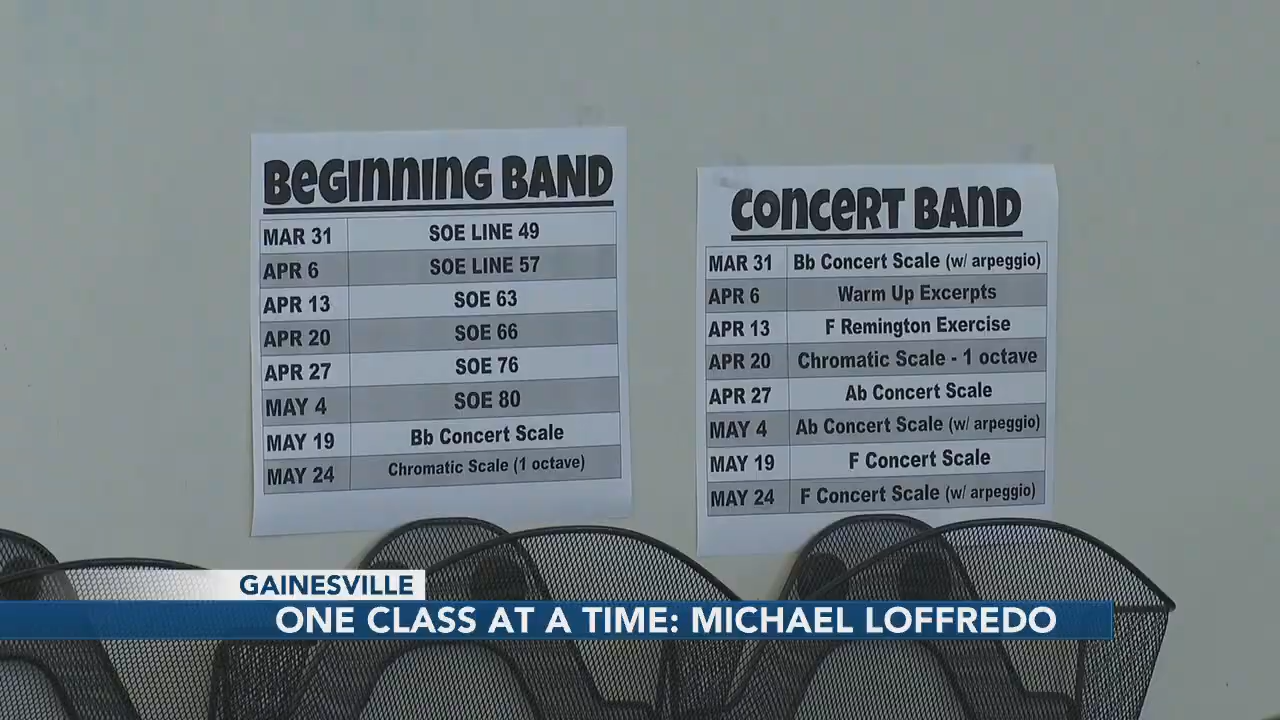 BEGINNING BAND
MAR 31 SOE LINE 49
APR 6 SOE LINE 57
APR 13 SOE 63
APR 20 SOE 66
APR 27 SOE 76
MAY 4 SOE 80
MAY 19 Bb Concert Scale
MAY 24 Chromatic Scale (1 octave)
CONCERT BAND
MAR 31 Bb Concert Scale (w/ arpeggio)
APR 6 Warm Up Excerpts
APR 13 F Remington Exercise
APR 20 Chromatic Scale - 1 octave
APR 27 Ab Concert Scale
MAY 4 Ab Concert Scale (w/ arpeggio)
MAY 19 F Concert Scale
MAY 24 F Concert Scale (w/ arpeggio)
GAINESVILLE
ONE CLASS AT A TIME: MICHAEL LOFFREDO